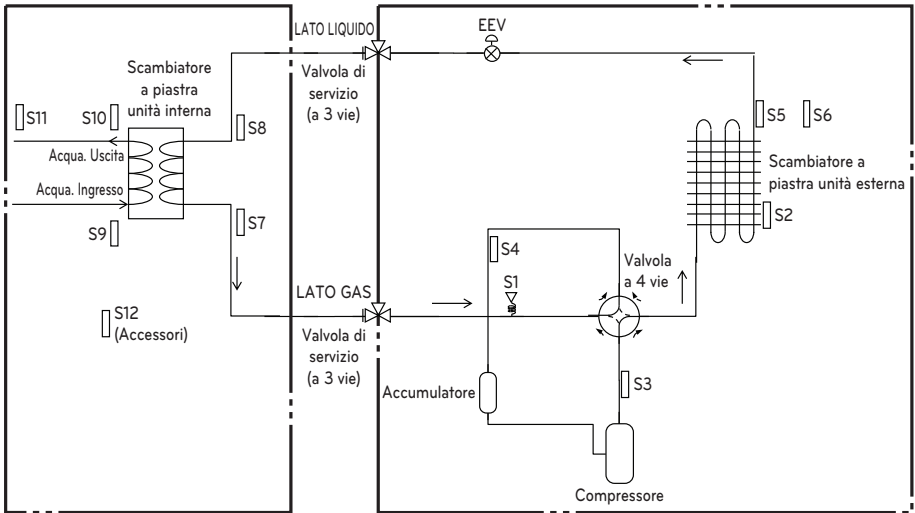 LATO LIQUIDO
EEV
Scambiatore
a piastra
unità interna
Valvola di
servizio
(a 3 vie)
S11
S10
S8
S5
S6
Acqua. Uscita
Acqua. Ingresso
Scambiatore a
piastra unità esterna
S9
S7
S2
S4
Valvola
a 4 vie
S1
LATO GAS
S12
(Accessori)
Valvola di
servizio
(a 3 vie)
Accumulatore
S3
Compressore